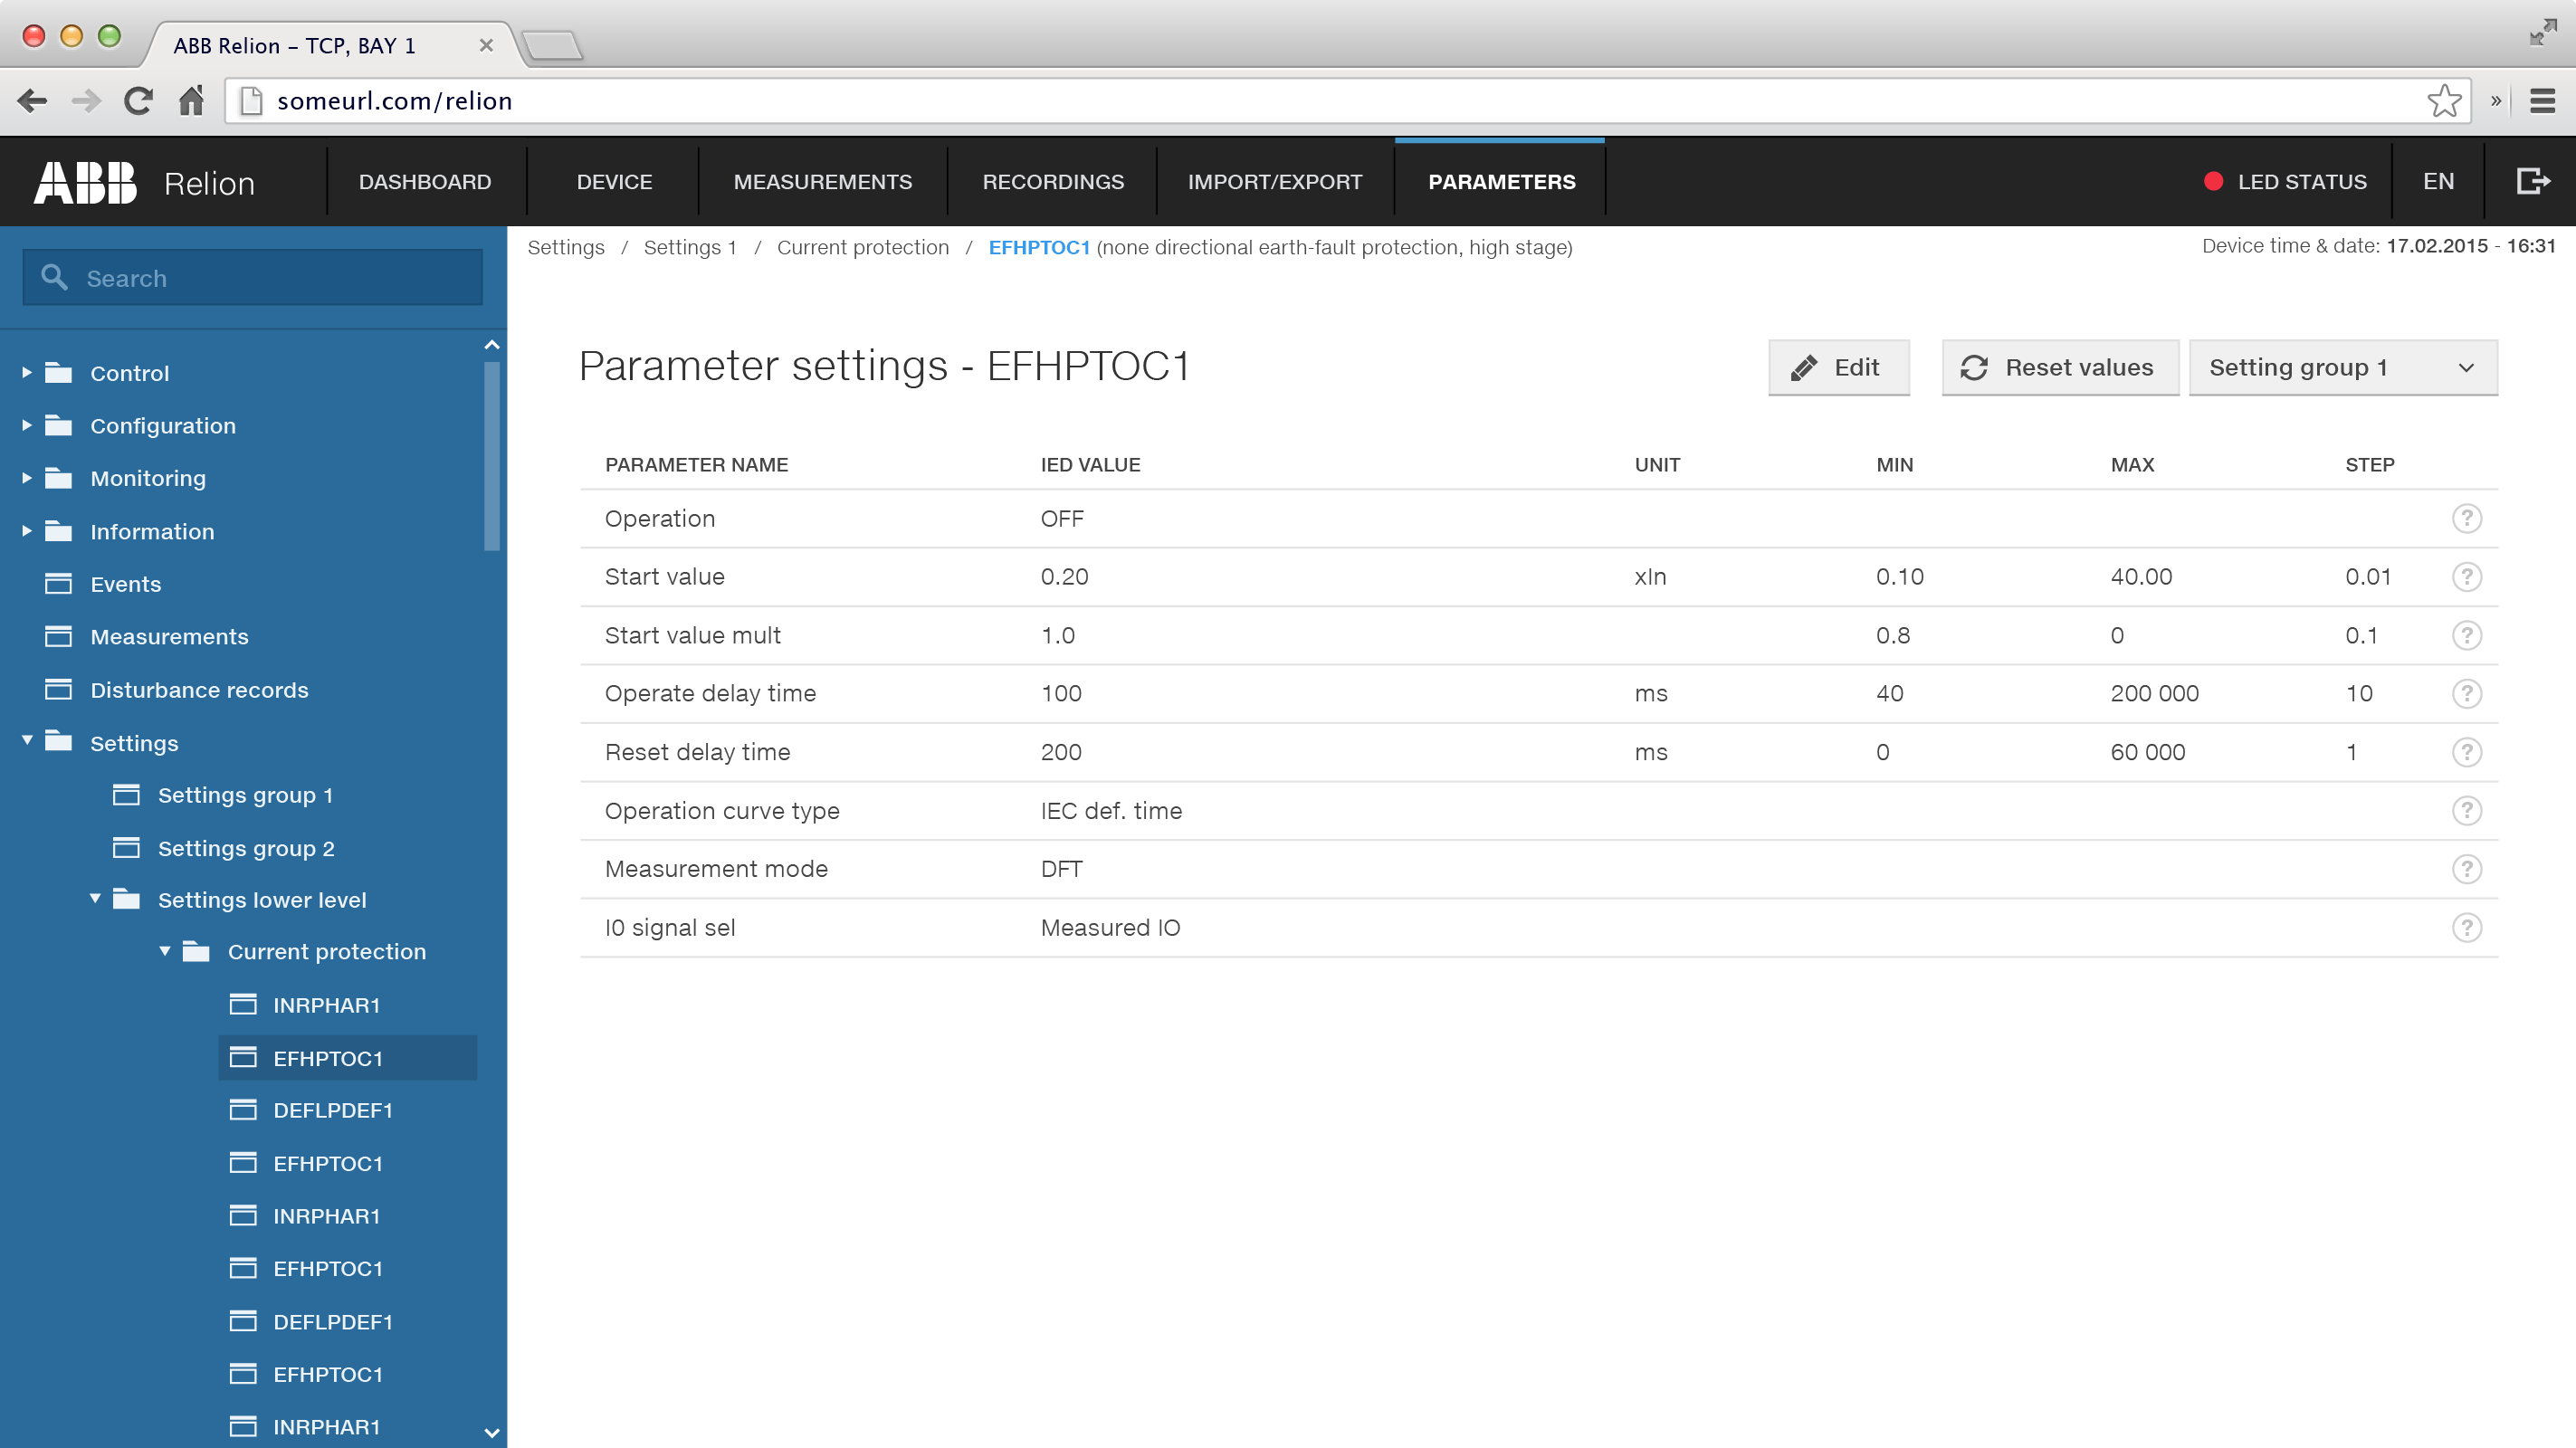 ABB Relion – TCP, BAY 1
someurl.com/relion
»
ABB Relion DASHBOARD DEVICE MEASUREMENTS RECORDINGS IMPORT/EXPORT PARAMETERS LED STATUS EN
Search
Settings / Settings 1 / Current protection / EFHPTOC1 (none directional earth-fault protection, high stage)
Device time & date: 17.02.2015 - 16:31
Control
Configuration
Monitoring
Information
Events
Measurements
Disturbance records
Settings
Settings group 1
Settings group 2
Settings lower level
Current protection
INRPHAR1
EFHPTOC1
DEFLPDEF1
EFHPTOC1
INRPHAR1
EFHPTOC1
DEFLPDEF1
EFHPTOC1
INRPHAR1
Parameter settings - EFHPTOC1
Edit
Reset values
Setting group 1
PARAMETER NAME IED VALUE UNIT MIN MAX STEP
Operation OFF ?
Start value 0.20 xIn 0.10 40.00 0.01 ?
Start value mult 1.0 0.8 0 0.1 ?
Operate delay time 100 ms 40 200 000 10 ?
Reset delay time 200 ms 0 60 000 1 ?
Operation curve type IEC def. time ?
Measurement mode DFT ?
I0 signal sel Measured IO ?